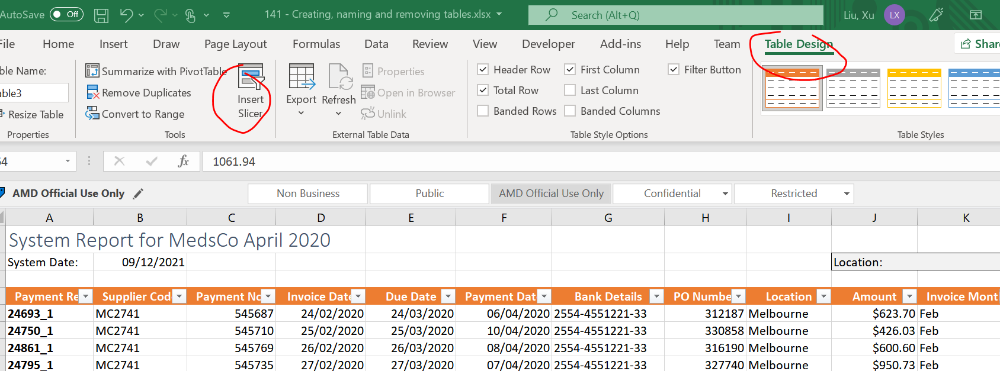 AutoSave Off 141 - Creating, naming and removing tables.xlsx Search (Alt+Q) Liu, Xu LX
File Home Insert Draw Page Layout Formulas Data Review View Developer Add-ins Help Team Table Design Share
ble Name:
able3
Resize Table
Properties
Summarize with PivotTable
Remove Duplicates
Convert to Range
Insert
Slicer
Tools
Export
Refresh
Properties
Open in Browser
Unlink
External Table Data
Header Row First Column Filter Button
Total Row Last Column
Banded Rows Banded Columns
Table Style Options
Table Styles
64 fx 1061.94
AMD Official Use Only Non Business Public AMD Official Use Only Confidential Restricted
A B C D E F G H I J K
System Report for MedsCo April 2020
System Date: 09/12/2021 Location:
Payment Re Supplier Cod Payment No Invoice Date Due Date Payment Dat Bank Details PO Numbe Location Amount Invoice Mont
24693_1 MC2741 545687 24/02/2020 24/03/2020 06/04/2020 2554-4551221-33 312187 Melbourne $623.70 Feb
24750_1 MC2741 545710 25/02/2020 25/03/2020 10/04/2020 2554-4551221-33 330858 Melbourne $426.03 Feb
24861_1 MC2741 545769 26/02/2020 26/03/2020 08/04/2020 2554-4551221-33 316190 Melbourne $600.60 Feb
24795_1 MC2741 545735 27/02/2020 27/03/2020 07/04/2020 2554-4551221-33 327740 Melbourne $950.73 Feb